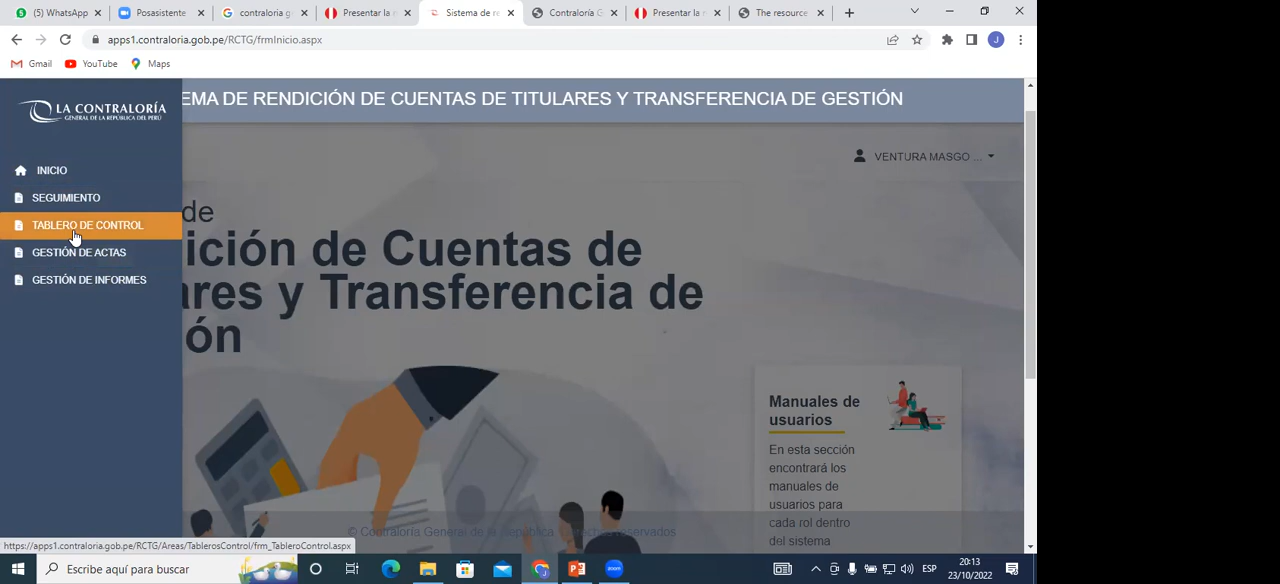 (5) WhatsApp
Posasistente
contraloria g
Presentar la n
Sistema de re
Contraloría G
Presentar la n
The resource
apps1.contraloria.gob.pe/RCTG/frmInicio.aspx
J
Gmail
YouTube
Maps
LA CONTRALORÍA
GENERAL DE LA REPÚBLICA DEL PERÚ
EMA DE RENDICIÓN DE CUENTAS DE TITULARES Y TRANSFERENCIA DE GESTIÓN
VENTURA MASGO ...
INICIO
SEGUIMIENTO
TABLERO DE CONTROL
GESTIÓN DE ACTAS
GESTIÓN DE INFORMES
de
ición de Cuentas de
ares y Transferencia de
ón
Manuales de
usuarios
En esta sección
encontrará los
manuales de
usuarios para
cada rol dentro
del sistema
© Contraloría General de la República - Derechos reservados
https://apps1.contraloria.gob.pe/RCTG/Areas/TablerosControl/frm_TableroControl.aspx
Escribe aquí para buscar
zoom
ESP
20:13
23/10/2022